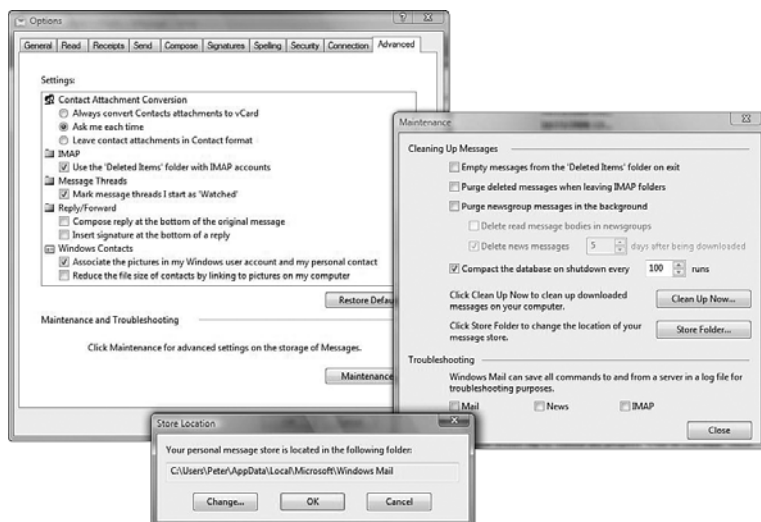 Options
General Read Receipts Send Compose Signatures Spelling Security Connection Advanced
Settings:
Contact Attachment Conversion
Always convert Contacts attachments to vCard
Ask me each time
Leave contact attachments in Contact format
IMAP
Use the 'Deleted Items' folder with IMAP accounts
Message Threads
Mark message threads I start as 'Watched'
Reply/Forward
Compose reply at the bottom of the original message
Insert signature at the bottom of a reply
Windows Contacts
Associate the pictures in my Windows user account and my personal contact
Reduce the file size of contacts by linking to pictures on my computer
Restore Defau
Maintenance and Troubleshooting
Click Maintenance for advanced settings on the storage of Messages.
Maintenance
Maintenance
Cleaning Up Messages
Empty messages from the 'Deleted Items' folder on exit
Purge deleted messages when leaving IMAP folders
Purge newsgroup messages in the background
Delete read message bodies in newsgroups
Delete news messages 5 days after being downloaded
Compact the database on shutdown every 100 runs
Click Clean Up Now to clean up downloaded
messages on your computer.
Clean Up Now...
Click Store Folder to change the location of your
message store.
Store Folder...
Troubleshooting
Windows Mail can save all commands to and from a server in a log file for
troubleshooting purposes.
Mail News IMAP
Close
Store Location
Your personal message store is located in the following folder:
C:\Users\Peter\AppData\Local\Microsoft\Windows Mail
Change... OK Cancel